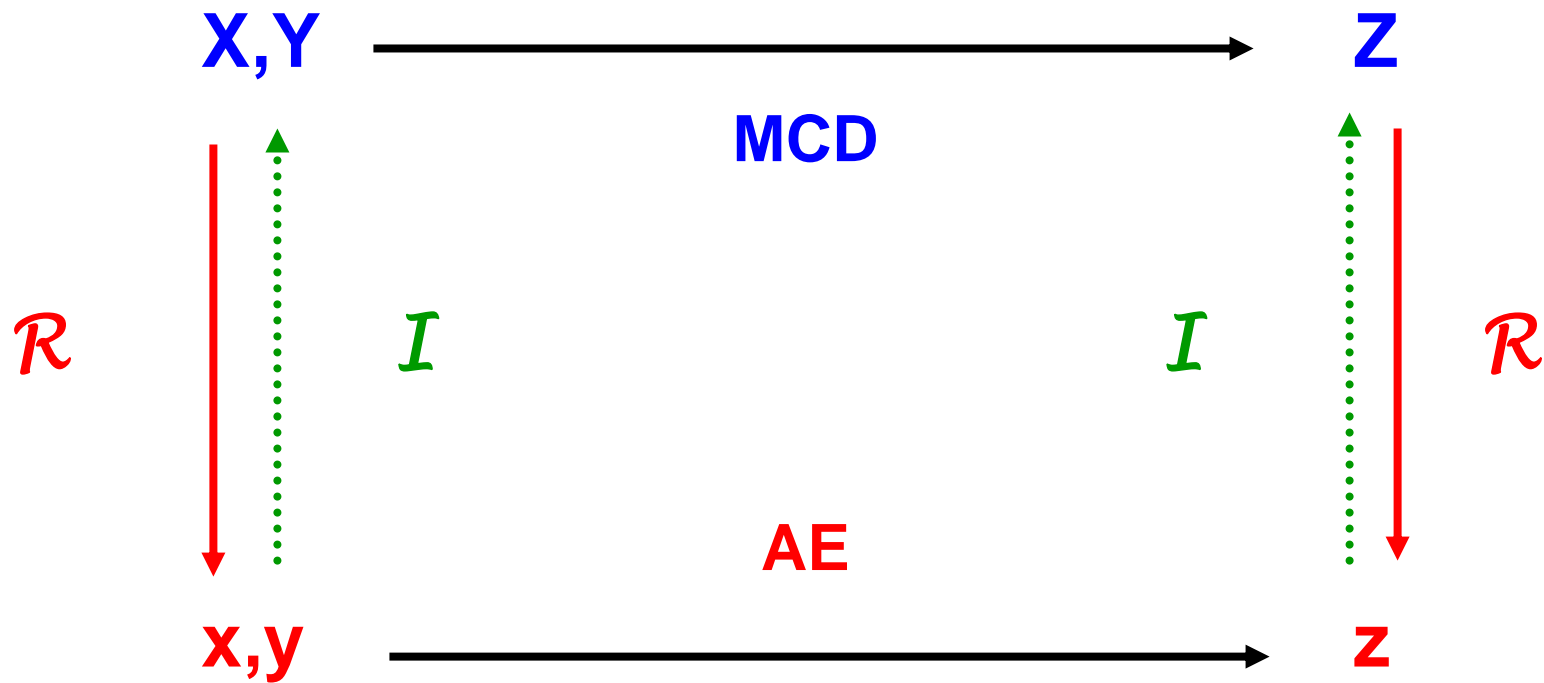 X,Y Z
MCD
ℛ ℐ ℐ ℛ
AE
x,y z